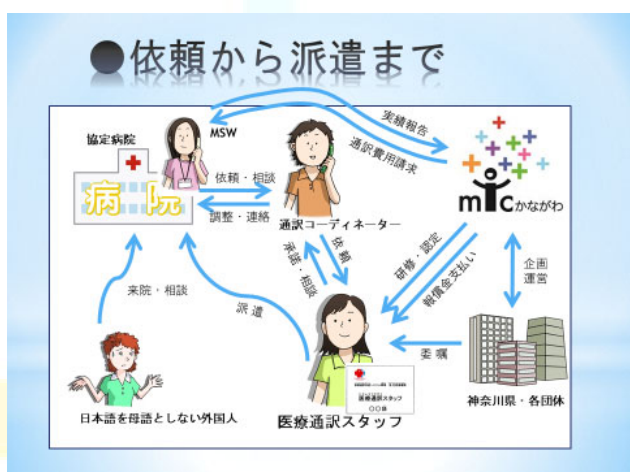 ●依頼から派遣まで
協定病院
MSW
病院
依頼・相談
調整・連絡
通訳コーディネーター
実績報告
通訳費用請求
micかながわ
来院・相談
派遣
承諾・相談
依頼
研修・認定
報償金支払い
企画
運営
委嘱
日本語を母語としない外国人
医療通訳スタッフ
医療通訳スタッフ
〇〇〇
神奈川県・各団体